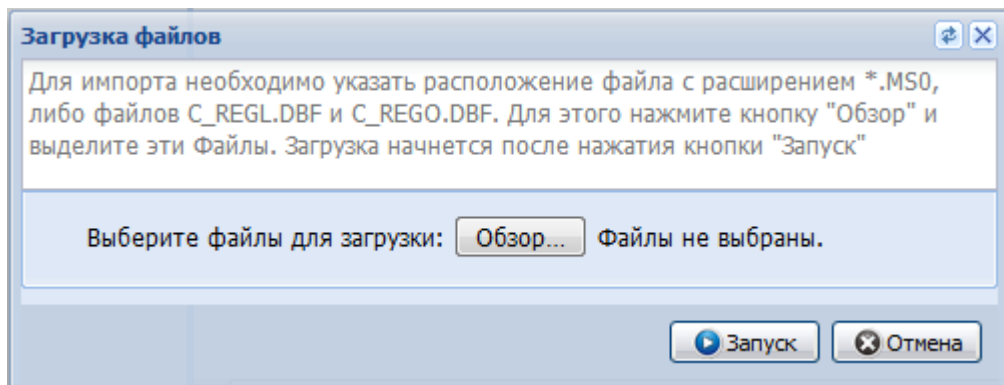 Загрузка файлов
Для импорта необходимо указать расположение файла с расширением *.MS0,
либо файлов C_REGL.DBF и C_REGO.DBF. Для этого нажмите кнопку "Обзор" и
выделите эти Файлы. Загрузка начнется после нажатия кнопки "Запуск"
Выберите файлы для загрузки: Обзор... Файлы не выбраны.
Запуск Отмена